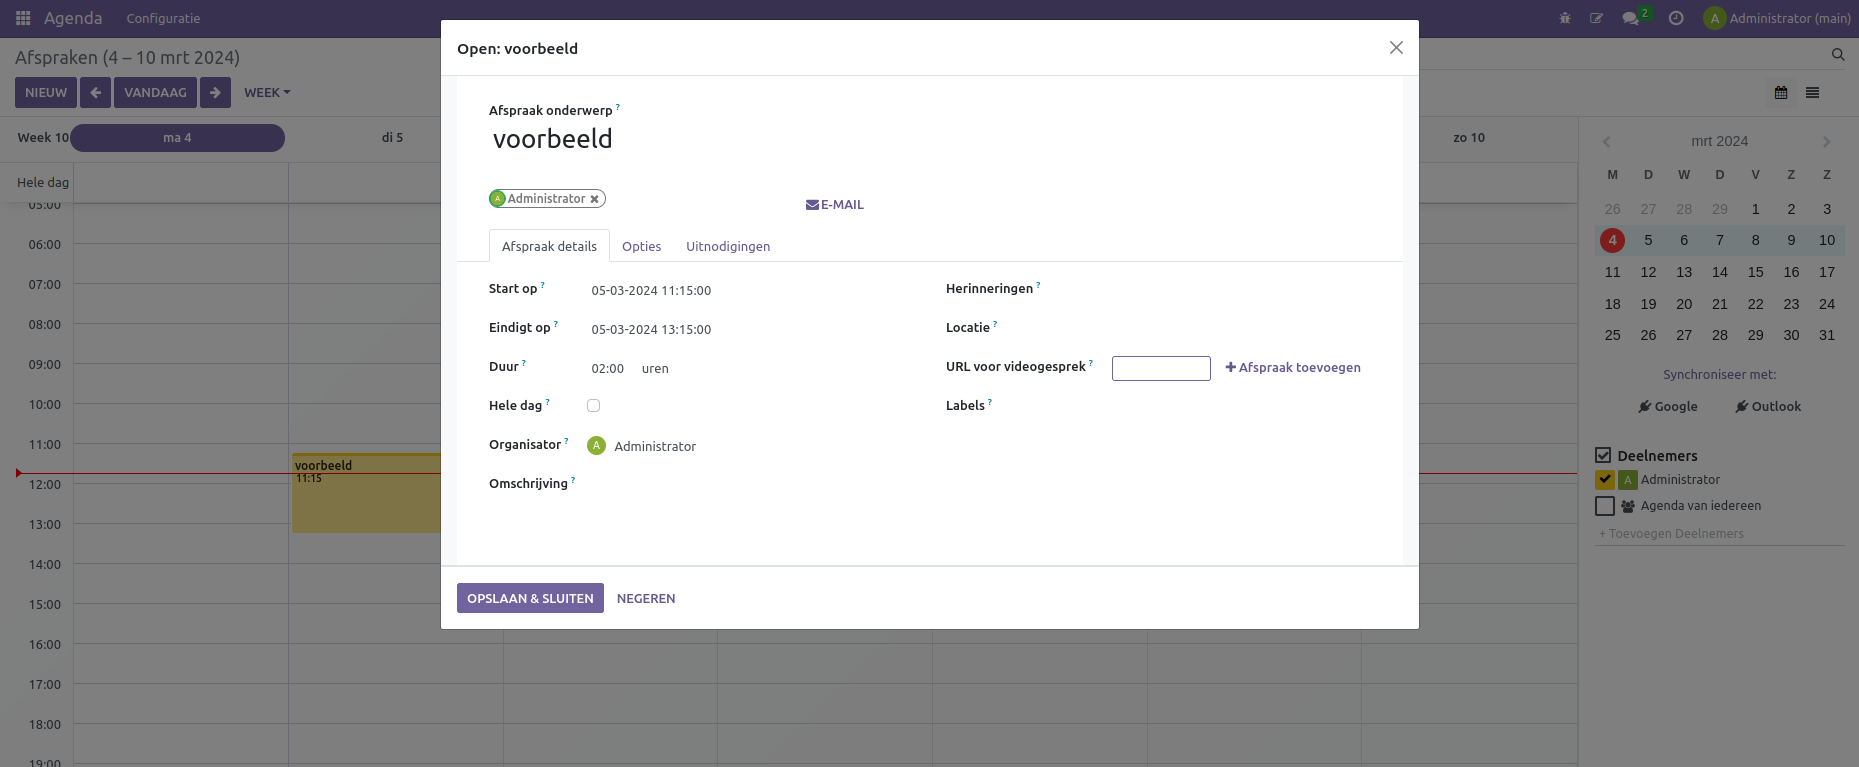 Agenda Configuratie 2 A Administrator (main)
Afspraken (4 – 10 mrt 2024)
NIEUW VANDAAG WEEK
Week 10 ma 4 di 5 zo 10
Hele dag
05:00
06:00
07:00
08:00
09:00
10:00
11:00
12:00
13:00
14:00
15:00
16:00
17:00
18:00
19:00
voorbeeld
11:15
Open: voorbeeld
Afspraak onderwerp ?
voorbeeld
A Administrator
E-MAIL
Afspraak details Opties Uitnodigingen
Start op ? 05-03-2024 11:15:00
Eindigt op ? 05-03-2024 13:15:00
Duur ? 02:00 uren
Hele dag ?
Organisator ? A Administrator
Omschrijving ?
Herinneringen ?
Locatie ?
URL voor videogesprek ? Afspraak toevoegen
Labels ?
OPSLAAN & SLUITEN NEGEREN
mrt 2024
M D W D V Z Z
26 27 28 29 1 2 3
4 5 6 7 8 9 10
11 12 13 14 15 16 17
18 19 20 21 22 23 24
25 26 27 28 29 30 31
Synchroniseer met:
Google Outlook
Deelnemers
A Administrator
Agenda van iedereen
+ Toevoegen Deelnemers